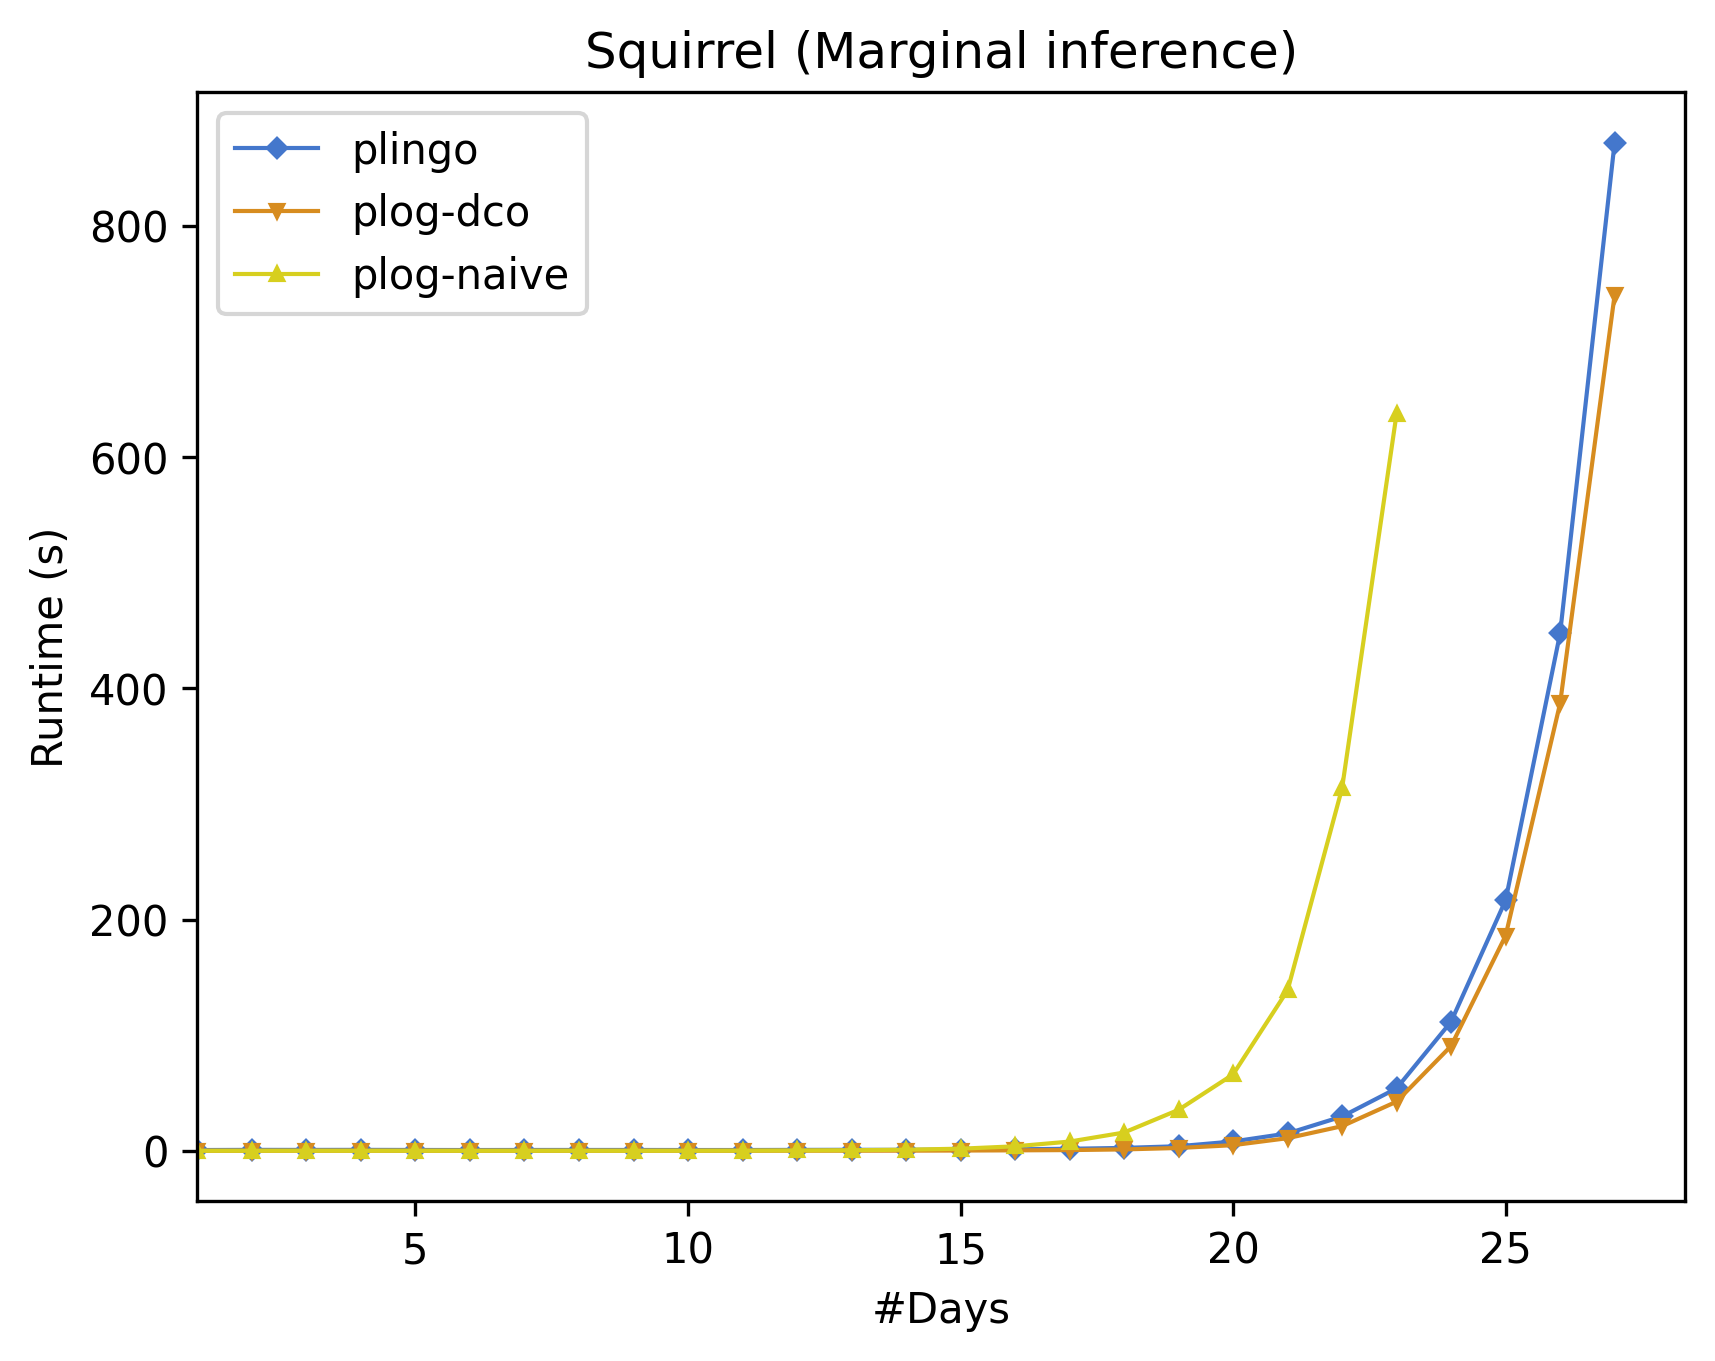 Squirrel (Marginal inference)
plingo
plog-dco
plog-naive
800
600
400
200
0
Runtime (s)
5 10 15 20 25
#Days